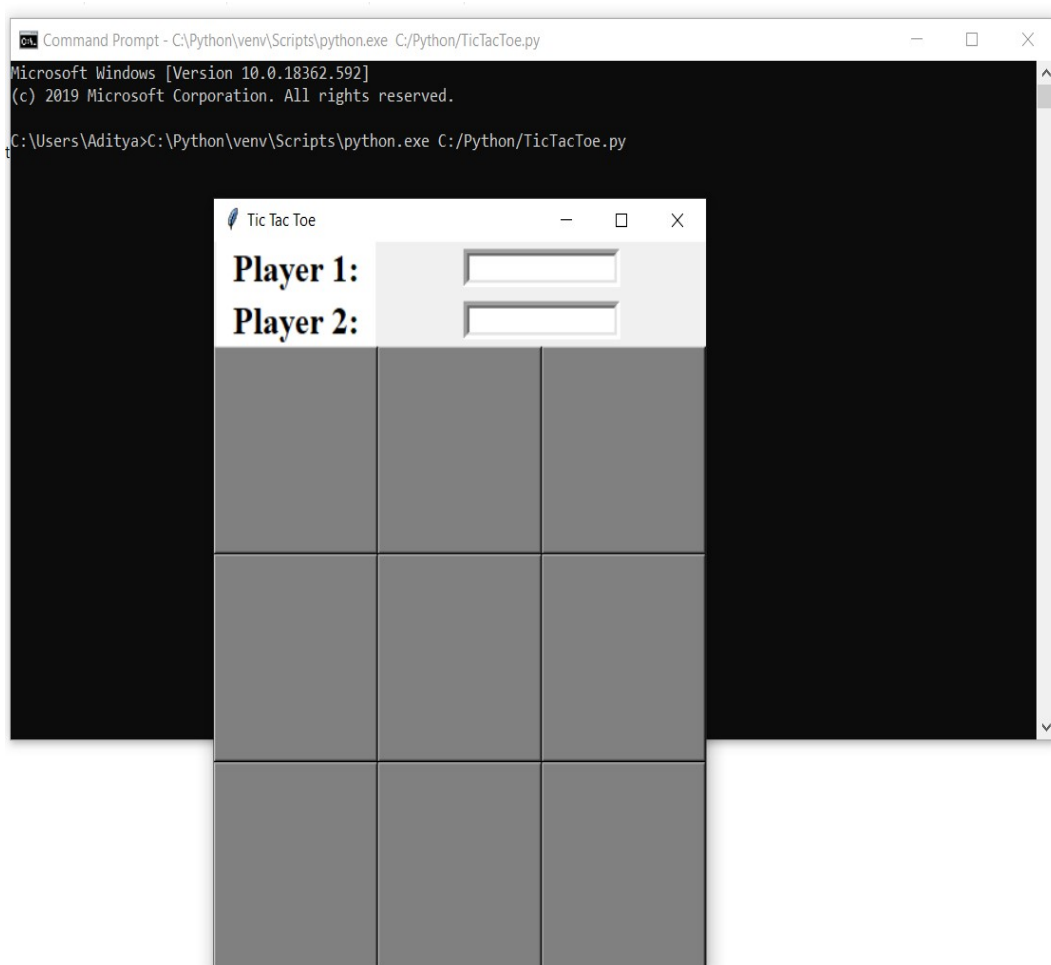 Command Prompt - C:\Python\venv\Scripts\python.exe C:/Python/TicTacToe.py
Microsoft Windows [Version 10.0.18362.592]
(c) 2019 Microsoft Corporation. All rights reserved.
C:\Users\Aditya>C:\Python\venv\Scripts\python.exe C:/Python/TicTacToe.py
t
Tic Tac Toe
Player 1:
Player 2: